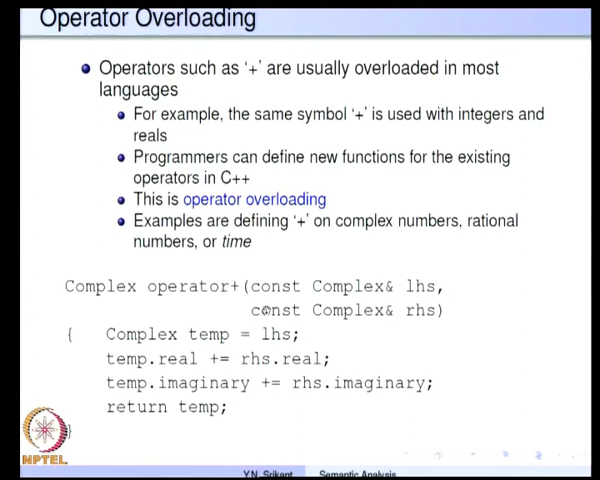 Operator Overloading
Operators such as '+' are usually overloaded in most
languages
For example, the same symbol '+' is used with integers and
reals
Programmers can define new functions for the existing
operators in C++
This is operator overloading
Examples are defining '+' on complex numbers, rational
numbers, or time
Complex operator+(const Complex& lhs,
const Complex& rhs)
{ Complex temp = lhs;
temp.real += rhs.real;
temp.imaginary += rhs.imaginary;
return temp;
}
NPTEL
Y.N. Srikant Semantic Analysis